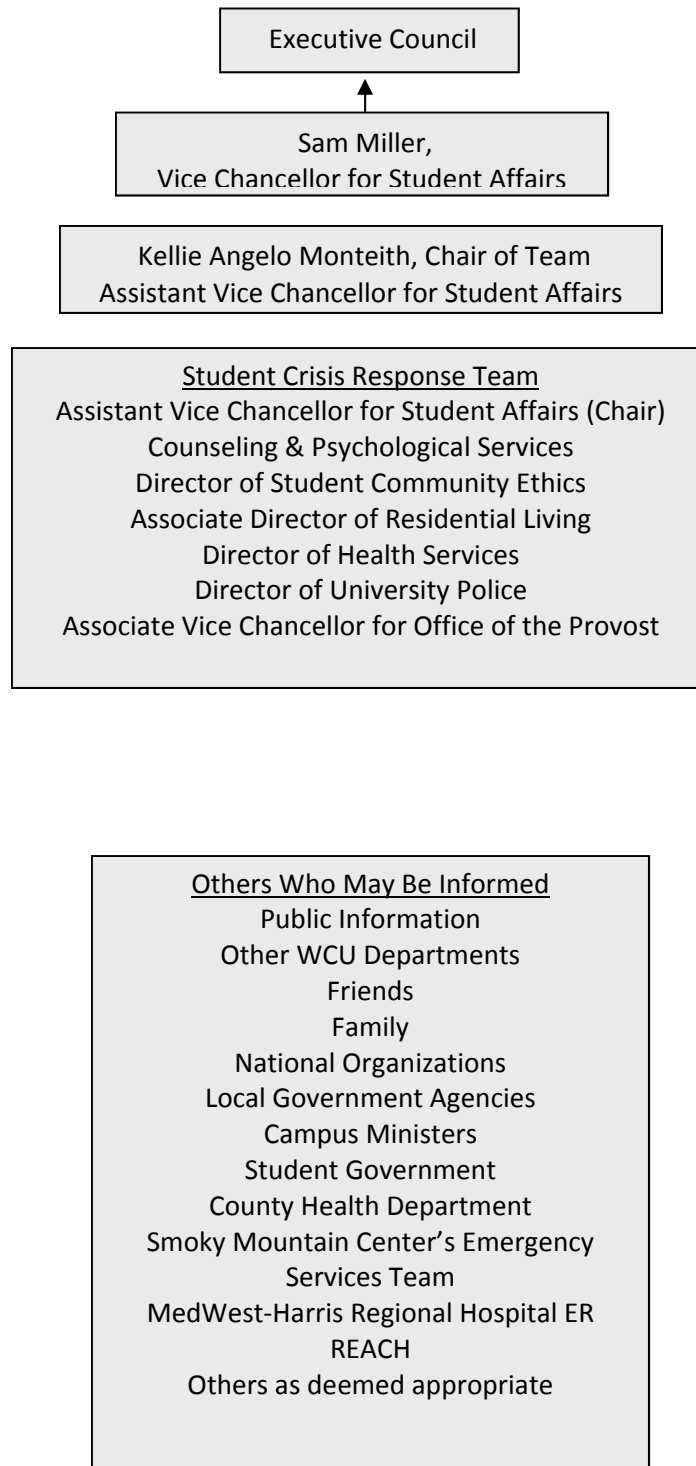 Executive Council
Sam Miller,
Vice Chancellor for Student Affairs
Kellie Angelo Monteith, Chair of Team
Assistant Vice Chancellor for Student Affairs
Student Crisis Response Team
Assistant Vice Chancellor for Student Affairs (Chair)
Counseling & Psychological Services
Director of Student Community Ethics
Associate Director of Residential Living
Director of Health Services
Director of University Police
Associate Vice Chancellor for Office of the Provost
Others Who May Be Informed
Public Information
Other WCU Departments
Friends
Family
National Organizations
Local Government Agencies
Campus Ministers
Student Government
County Health Department
Smoky Mountain Center’s Emergency
Services Team
MedWest-Harris Regional Hospital ER
REACH
Others as deemed appropriate